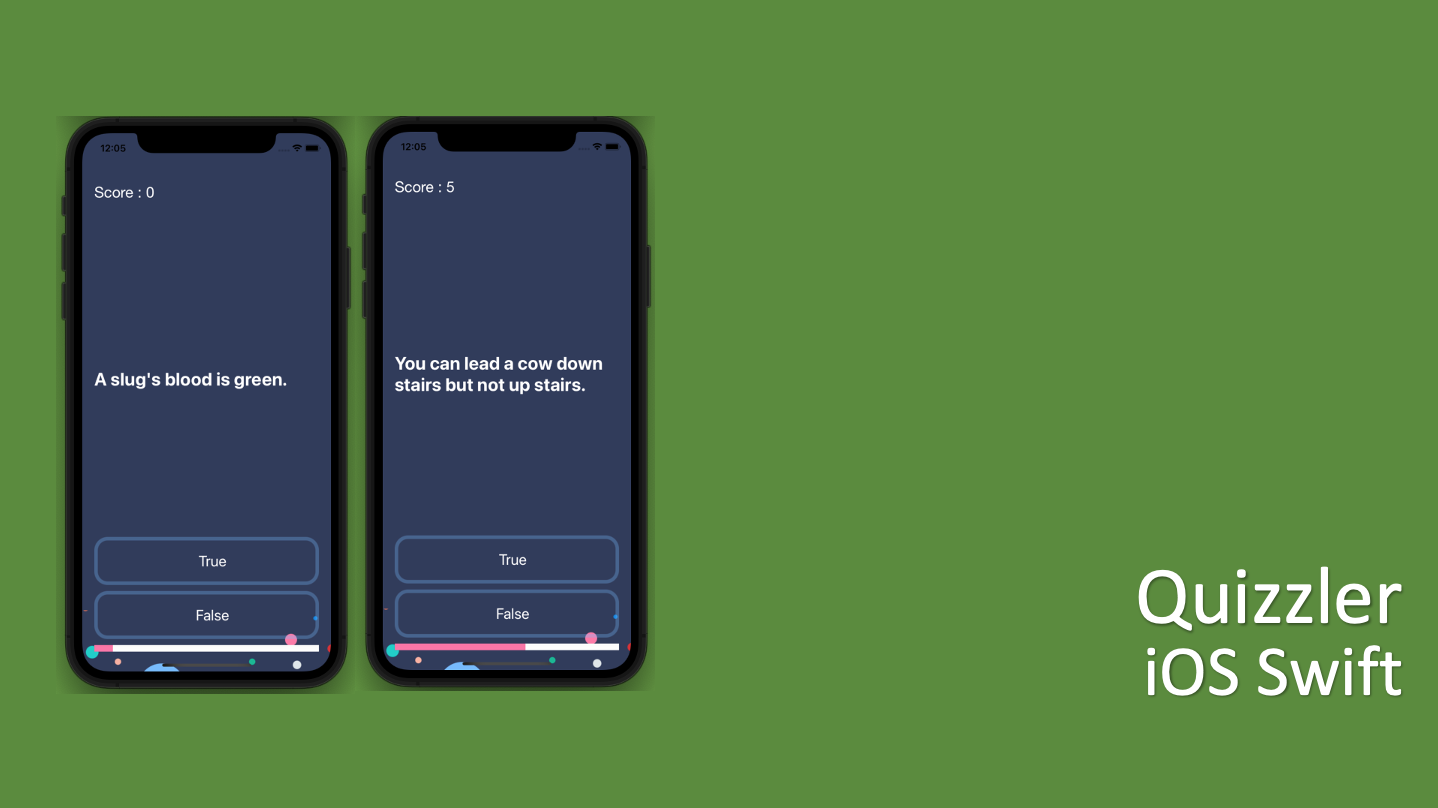 12:05
Score : 0
A slug's blood is green.
True
False
12:05
Score : 5
You can lead a cow down
stairs but not up stairs.
True
False
Quizzler
iOS Swift